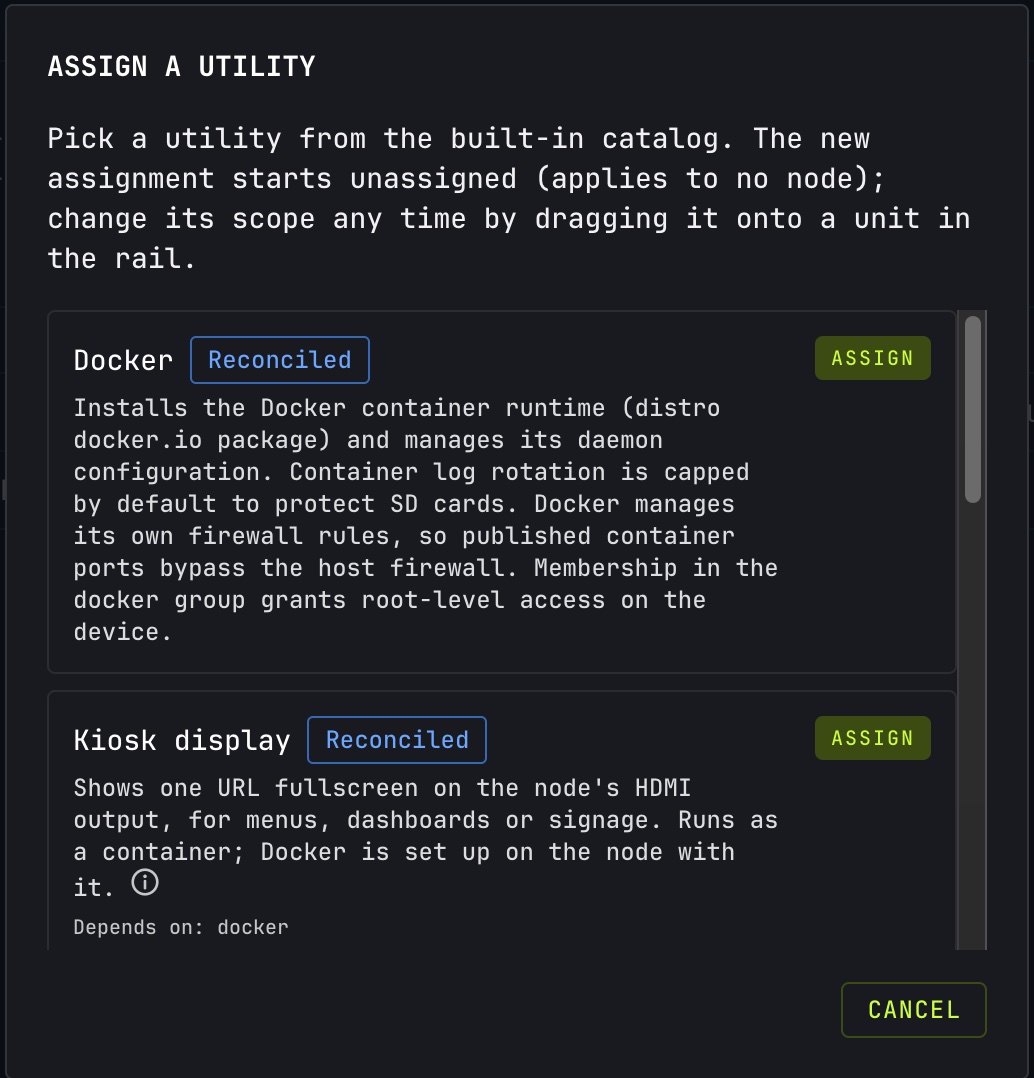 ASSIGN A UTILITY
Pick a utility from the built-in catalog. The new
assignment starts unassigned (applies to no node);
change its scope any time by dragging it onto a unit in
the rail.
Docker Reconciled ASSIGN
Installs the Docker container runtime (distro
docker.io package) and manages its daemon
configuration. Container log rotation is capped
by default to protect SD cards. Docker manages
its own firewall rules, so published container
ports bypass the host firewall. Membership in the
docker group grants root-level access on the
device.
Kiosk display Reconciled ASSIGN
Shows one URL fullscreen on the node's HDMI
output, for menus, dashboards or signage. Runs as
a container; Docker is set up on the node with
it.
Depends on: docker
CANCEL